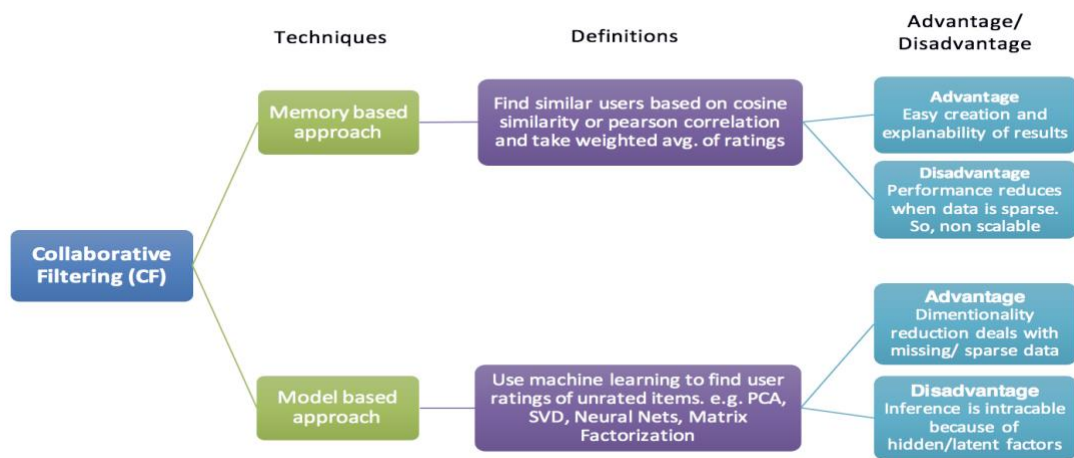 Techniques
Definitions
Advantage/
Disadvantage
Collaborative
Filtering (CF)
Memory based
approach
Find similar users based on cosine
similarity or pearson correlation
and take weighted avg. of ratings
Advantage
Easy creation and
explanability of results
Disadvantage
Performance reduces
when data is sparse.
So, non scalable
Model based
approach
Use machine learning to find user
ratings of unrated items. e.g. PCA,
SVD, Neural Nets, Matrix
Factorization
Advantage
Dimentionality
reduction deals with
missing/ sparse data
Disadvantage
Inference is intracable
because of
hidden/latent factors